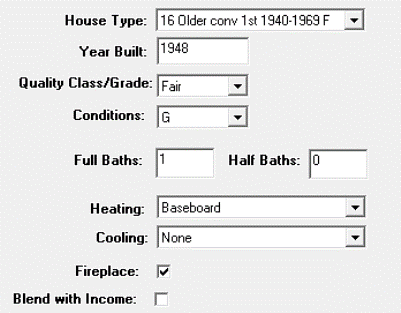 House Type: 16 Older conv 1st 1940-1969 F
Year Built: 1948
Quality Class/Grade: Fair
Conditions: G
Full Baths: 1 Half Baths: 0
Heating: Baseboard
Cooling: None
Fireplace:
Blend with Income: